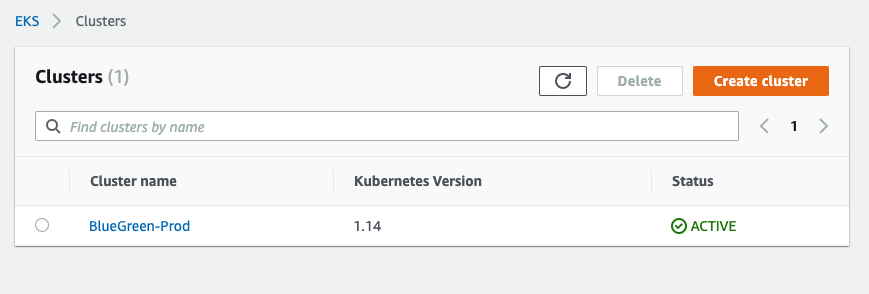 EKS > Clusters
Clusters (1)
Delete
Create cluster
Find clusters by name
1
Cluster name Kubernetes Version Status
BlueGreen-Prod 1.14 ACTIVE